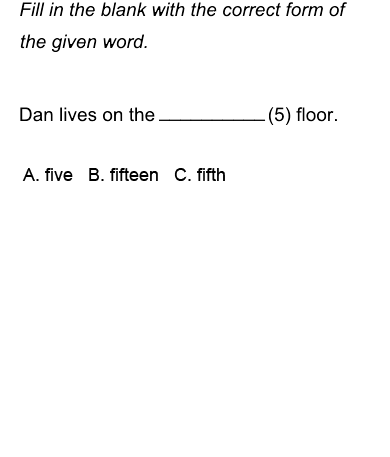 Fill in the blank with the correct form of
the given word.
Dan lives on the __________ (5) floor.
A. five B. fifteen C. fifth